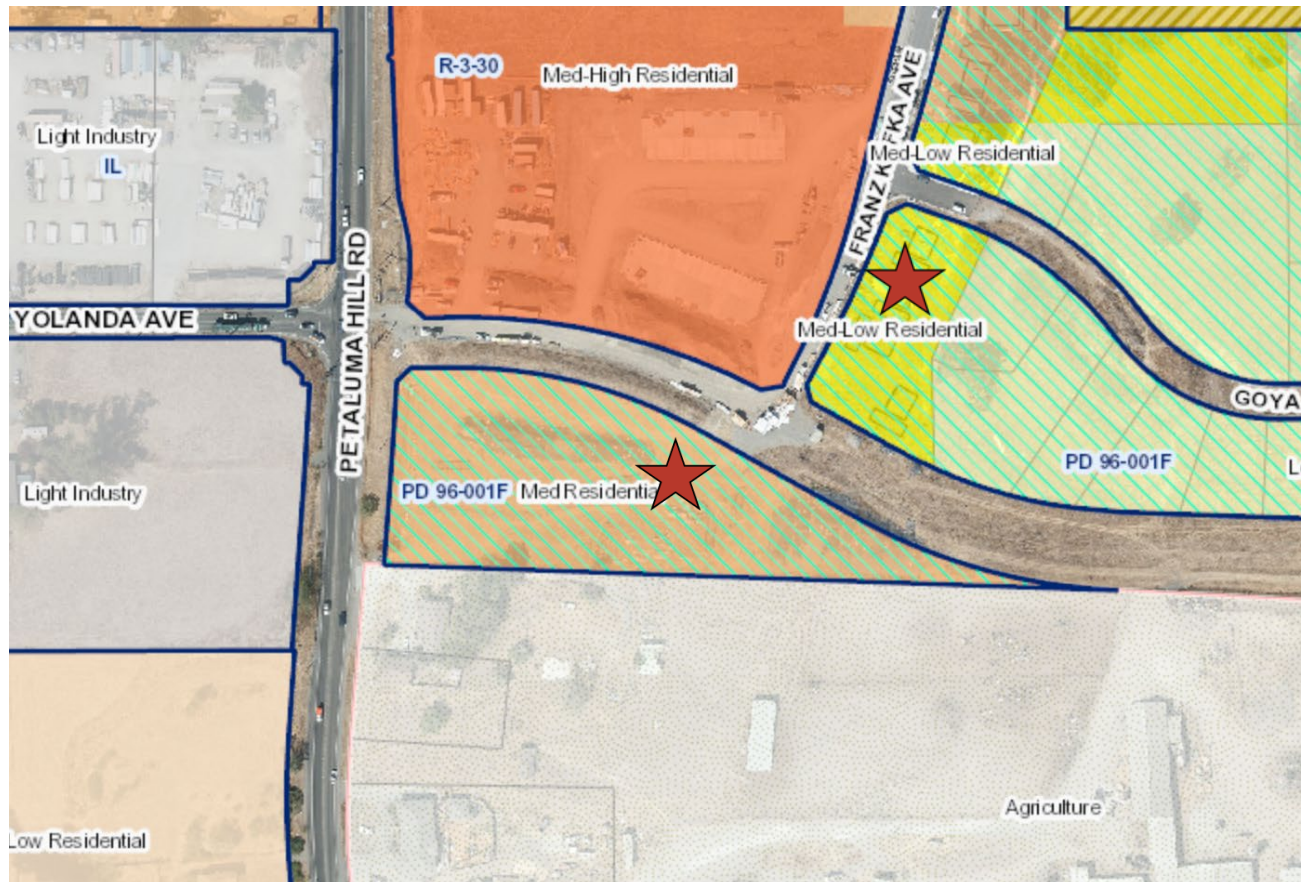 R-3-30
Med-High Residential
Light Industry
IL
FRANZ KAFKA AVE
Med-Low Residential
YOLANDA AVE
PETALUMA HILL RD
Med-Low Residential
GOYA
PD 96-001F
Light Industry
PD 96-001F
Med Residential
Agriculture
Low Residential